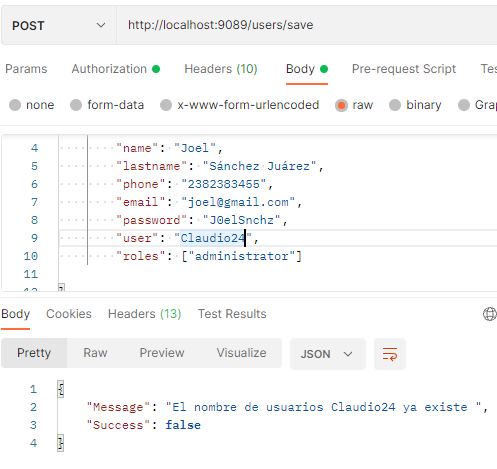 POST http://localhost:9089/users/save
Params Authorization Headers (10) Body Pre-request Script
none form-data x-www-form-urlencoded raw binary
4 "name": "Joel",
5 "lastname": "Sánchez Juárez",
6 "phone": "2382383455",
7 "email": "joel@gmail.com",
8 "password": "J0elSnchz",
9 "user": "Claudio24",
10 "roles": ["administrator"]
11
Body Cookies Headers (13) Test Results
Pretty Raw Preview Visualize JSON
1 {
2 "Message": "El nombre de usuarios Claudio24 ya existe ",
3 "Success": false
4 }